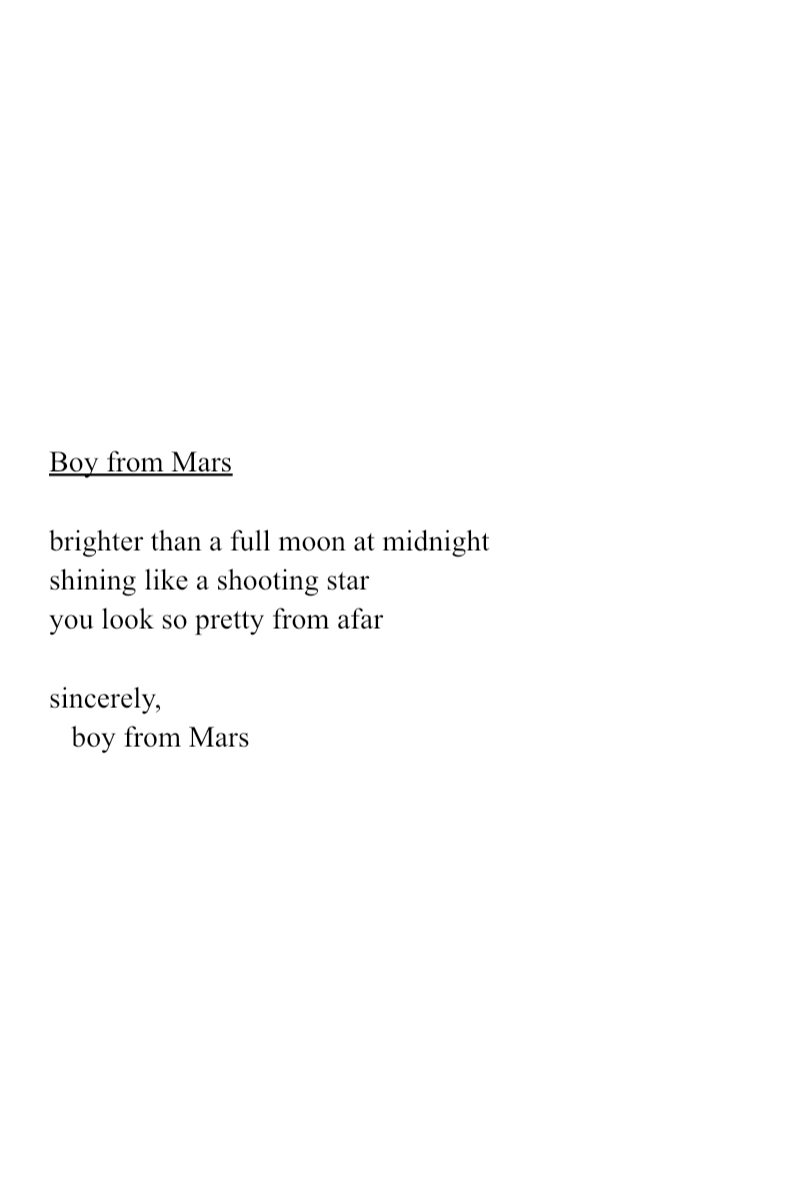 Boy from Mars
brighter than a full moon at midnight
shining like a shooting star
you look so pretty from afar
sincerely,
boy from Mars